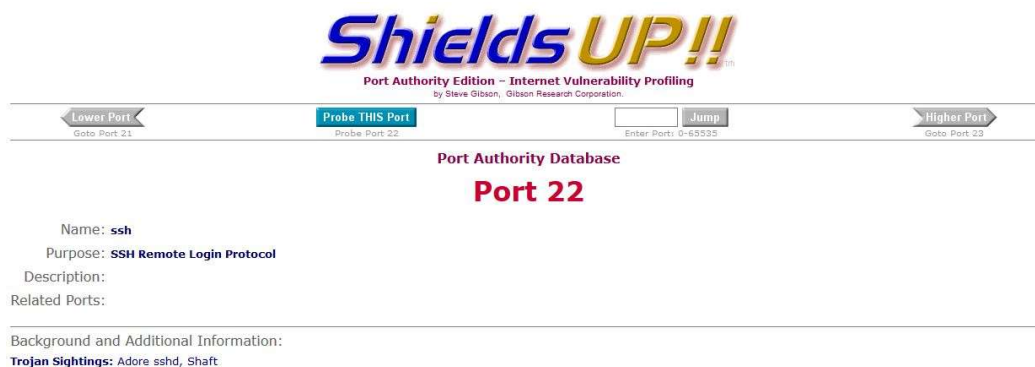 Shields UP!!
TM
Port Authority Edition – Internet Vulnerability Profiling
by Steve Gibson, Gibson Research Corporation.
Lower Port
Goto Port 21
Probe THIS Port
Probe Port 22
Jump
Enter Port: 0-65535
Higher Port
Goto Port 23
Port Authority Database
Port 22
Name: ssh
Purpose: SSH Remote Login Protocol
Description:
Related Ports:
Background and Additional Information:
Trojan Sightings: Adore sshd, Shaft